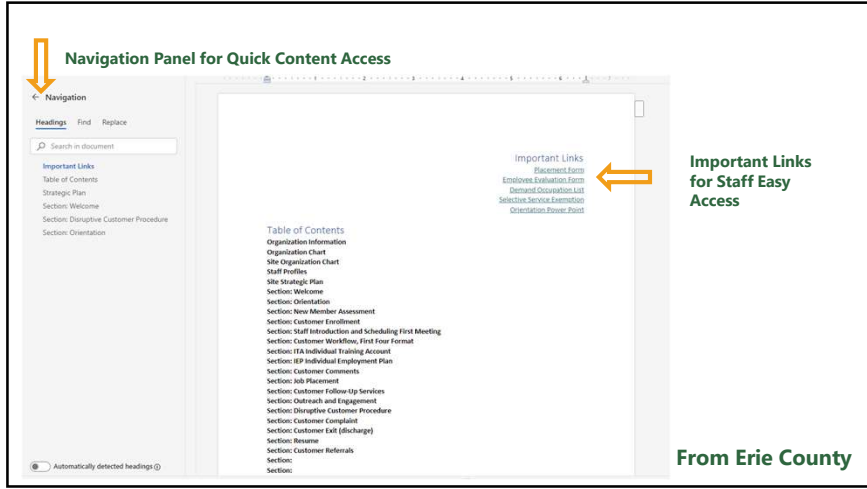 Navigation Panel for Quick Content Access
Navigation
Headings Find Replace
Search in document
Important Links
Table of Contents
Strategic Plan
Section: Welcome
Section: Disruptive Customer Procedure
Section: Orientation
Automatically detected headings
1 2 3 4 5 6 7
Important Links
Placement Form
Employee Evaluation Form
Demand Occupation List
Selective Service Exemption
Orientation Power Point
Important Links
for Staff Easy
Access
Table of Contents
Organization Information
Organization Chart
Site Organization Chart
Staff Profiles
Site Strategic Plan
Section: Welcome
Section: Orientation
Section: New Member Assessment
Section: Customer Enrollment
Section: Staff Introduction and Scheduling First Meeting
Section: Customer Workflow, First Four Format
Section: ITA Individual Training Account
Section: IEP Individual Employment Plan
Section: Customer Comments
Section: Job Placement
Section: Customer Follow-Up Services
Section: Outreach and Engagement
Section: Disruptive Customer Procedure
Section: Customer Complaint
Section: Customer Exit (discharge)
Section: Resume
Section: Customer Referrals
Section:
Section:
From Erie County